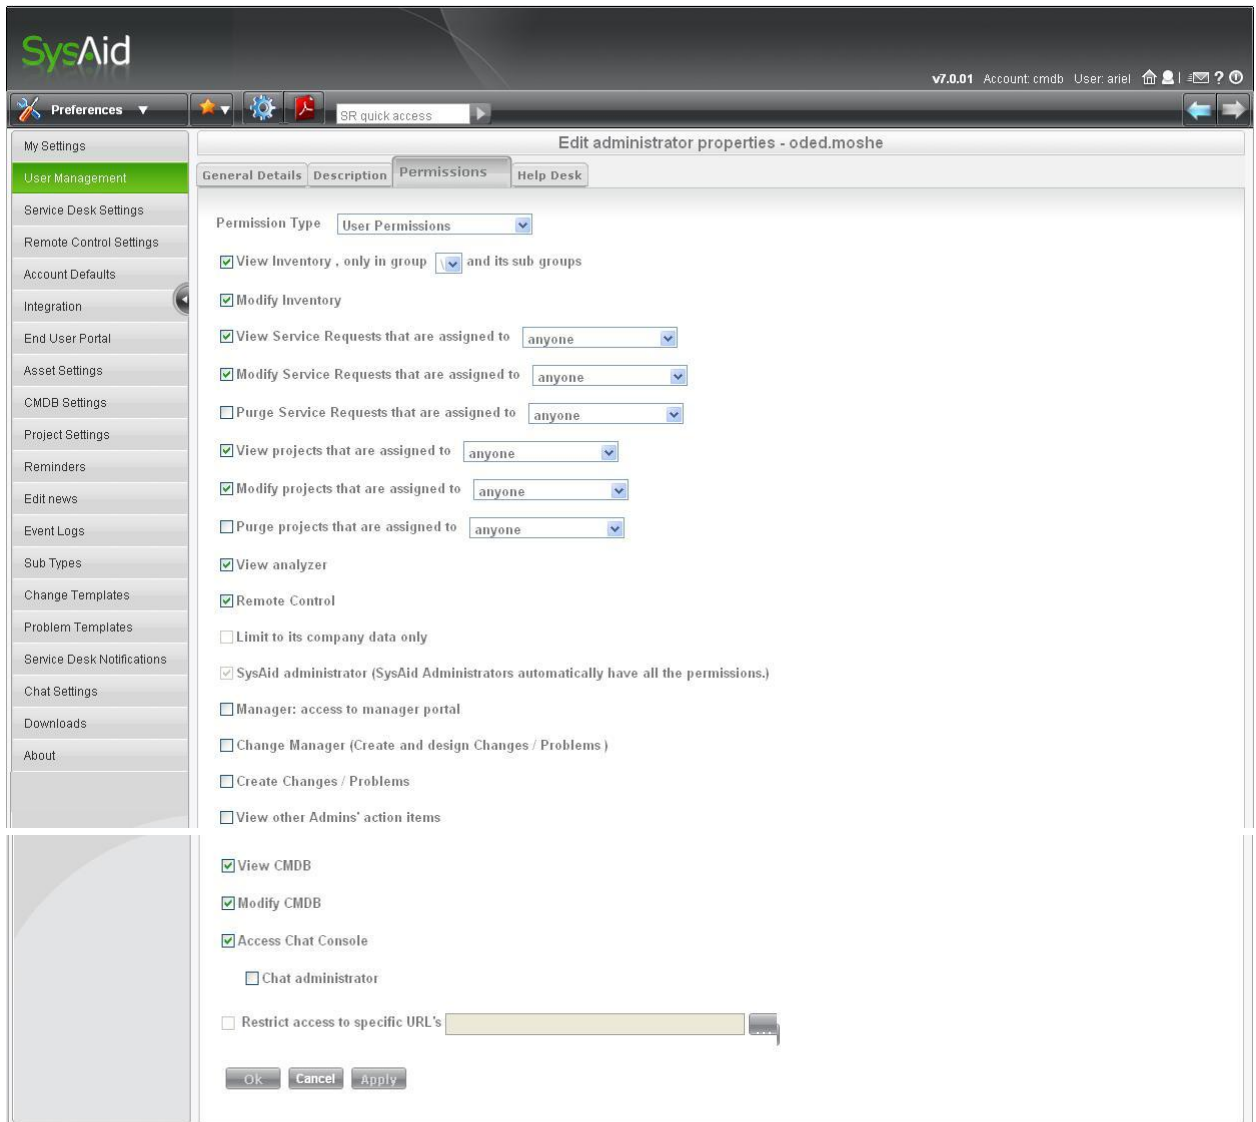 SysAid
v7.0.01 Account: cmdb User: ariel
Preferences
SR quick access
My Settings
User Management
Service Desk Settings
Remote Control Settings
Account Defaults
Integration
End User Portal
Asset Settings
CMDB Settings
Project Settings
Reminders
Edit news
Event Logs
Sub Types
Change Templates
Problem Templates
Service Desk Notifications
Chat Settings
Downloads
About
Edit administrator properties - oded.moshe
General Details Description Permissions Help Desk
Permission Type User Permissions
View Inventory , only in group \ and its sub groups
Modify Inventory
View Service Requests that are assigned to anyone
Modify Service Requests that are assigned to anyone
Purge Service Requests that are assigned to anyone
View projects that are assigned to anyone
Modify projects that are assigned to anyone
Purge projects that are assigned to anyone
View analyzer
Remote Control
Limit to its company data only
SysAid administrator (SysAid Administrators automatically have all the permissions.)
Manager: access to manager portal
Change Manager (Create and design Changes / Problems )
Create Changes / Problems
View other Admins' action items
View CMDB
Modify CMDB
Access Chat Console
Chat administrator
Restrict access to specific URL's ...
Ok Cancel Apply